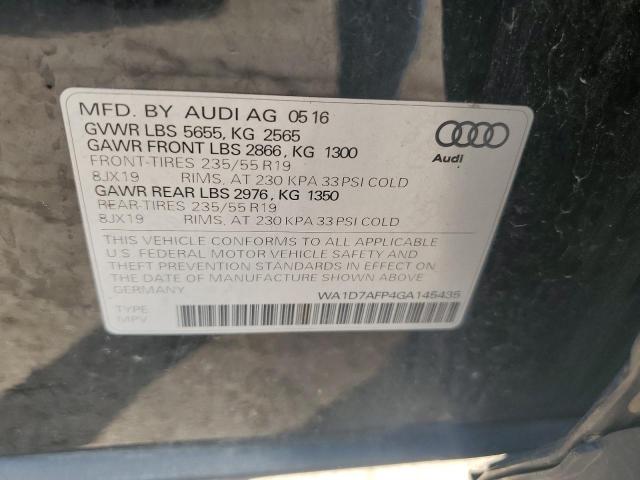 MFD. BY AUDI AG 05 16
GVWR LBS 5655, KG 2565
GAWR FRONT LBS 2866, KG 1300
FRONT-TIRES 235/55 R19
8JX19 RIMS, AT 230 KPA 33 PSI COLD
GAWR REAR LBS 2976, KG 1350
REAR-TIRES 235/55 R19
8JX19 RIMS, AT 230 KPA 33 PSI COLD
Audi
THIS VEHICLE CONFORMS TO ALL APPLICABLE
U.S. FEDERAL MOTOR VEHICLE SAFETY AND
THEFT PREVENTION STANDARDS IN EFFECT ON
THE DATE OF MANUFACTURE SHOWN ABOVE.
WA1D7AFP4GA145435
TYPE
MPV